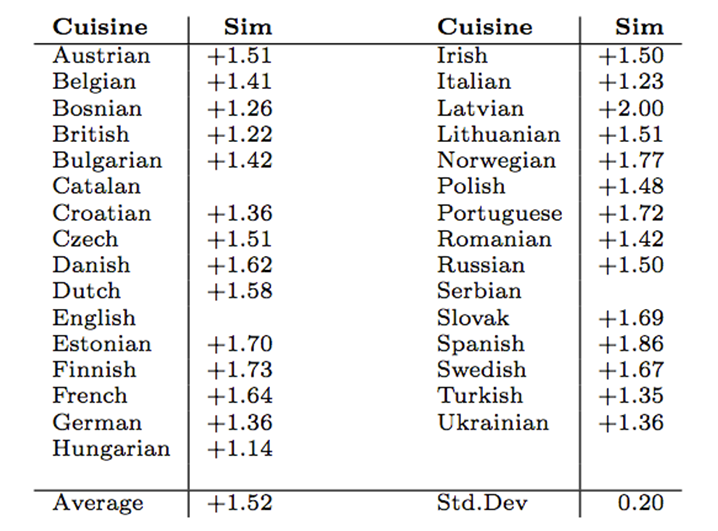 Cuisine Sim Cuisine Sim
Austrian +1.51 Irish +1.50
Belgian +1.41 Italian +1.23
Bosnian +1.26 Latvian +2.00
British +1.22 Lithuanian +1.51
Bulgarian +1.42 Norwegian +1.77
Catalan Polish +1.48
Croatian +1.36 Portuguese +1.72
Czech +1.51 Romanian +1.42
Danish +1.62 Russian +1.50
Dutch +1.58 Serbian
English Slovak +1.69
Estonian +1.70 Spanish +1.86
Finnish +1.73 Swedish +1.67
French +1.64 Turkish +1.35
German +1.36 Ukrainian +1.36
Hungarian +1.14
Average +1.52 Std.Dev 0.20